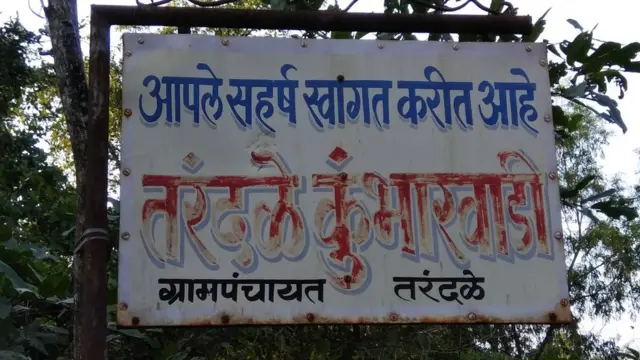 आपले सहर्ष स्वागत करीत आहे
तरंदळे कुंभारवाडी
ग्रामपंचायत तरंदळे